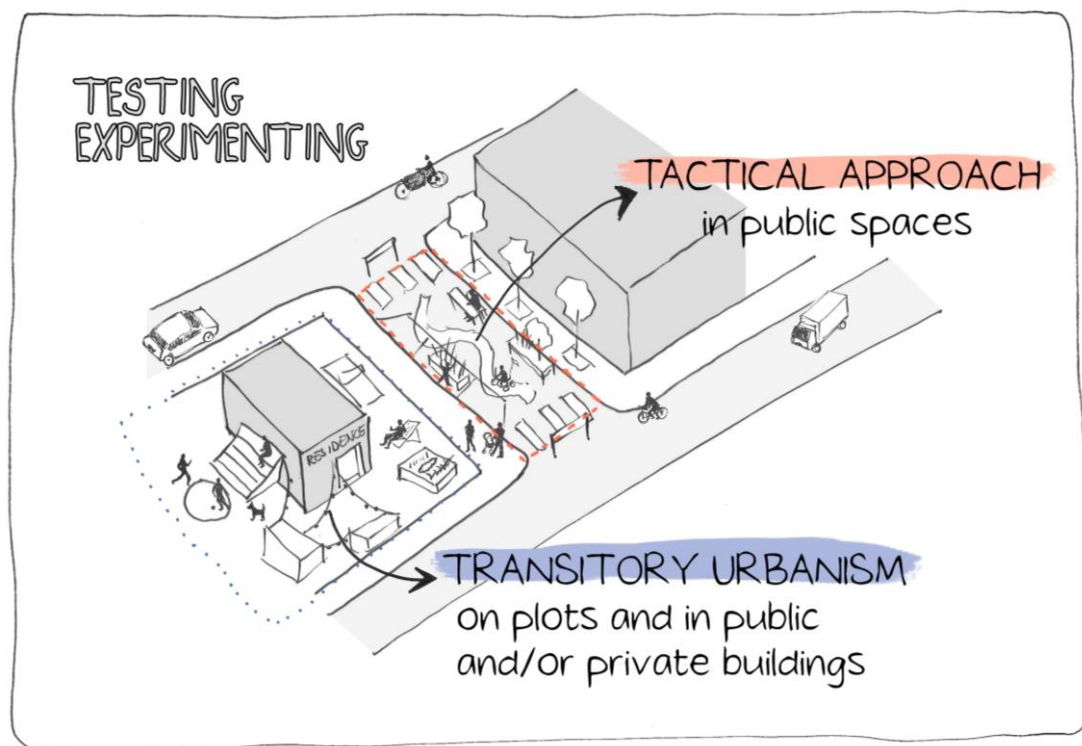 TESTING
EXPERIMENTING
TACTICAL APPROACH
in public spaces
RESIDENCE
TRANSITORY URBANISM
on plots and in public
and/or private buildings